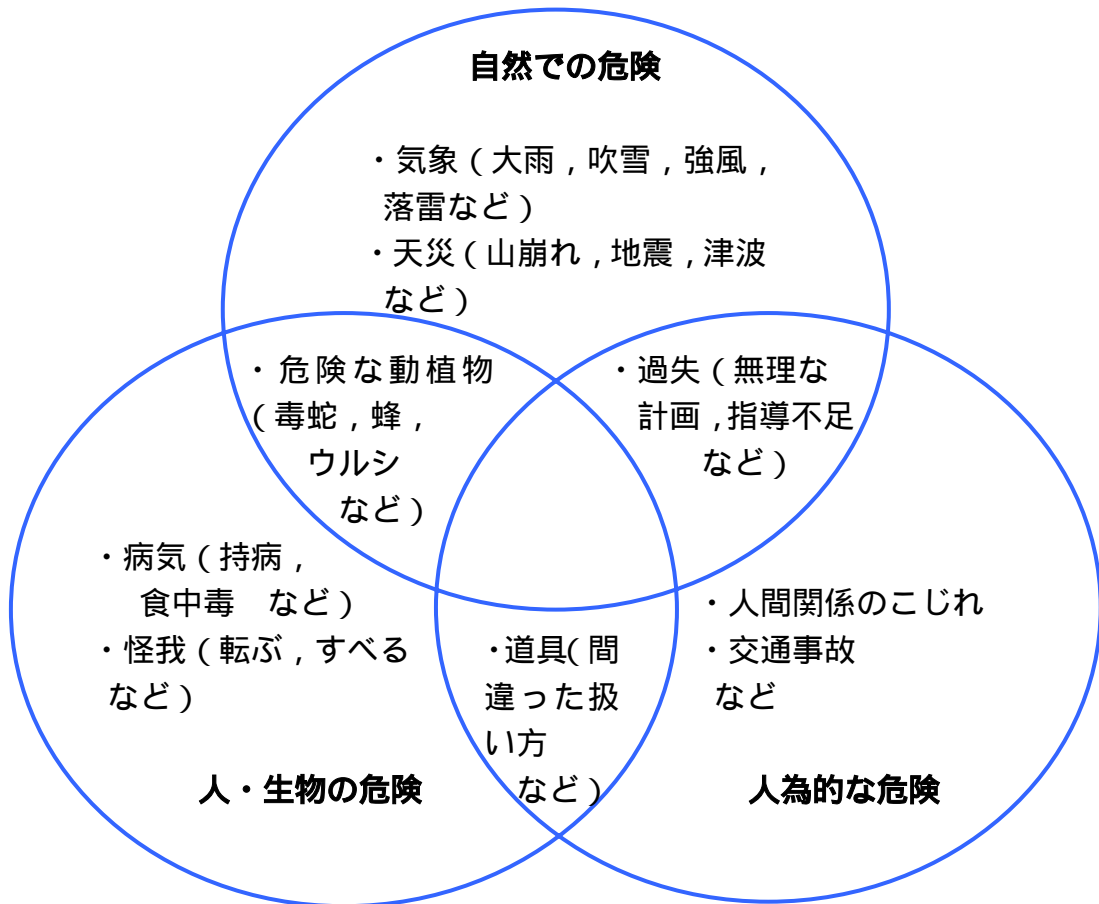 自然での危険
・気象（大雨，吹雪，強風，
落雷など）
・天災（山崩れ，地震，津波
など）
・危険な動植物
（毒蛇，蜂，
ウルシ
など）
・過失（無理な
計画，指導不足
など）
・病気（持病，
食中毒　など）
・怪我（転ぶ，すべる
など）
・道具（間
違った扱
い方
など）
・人間関係のこじれ
・交通事故
など
人・生物の危険
人為的な危険